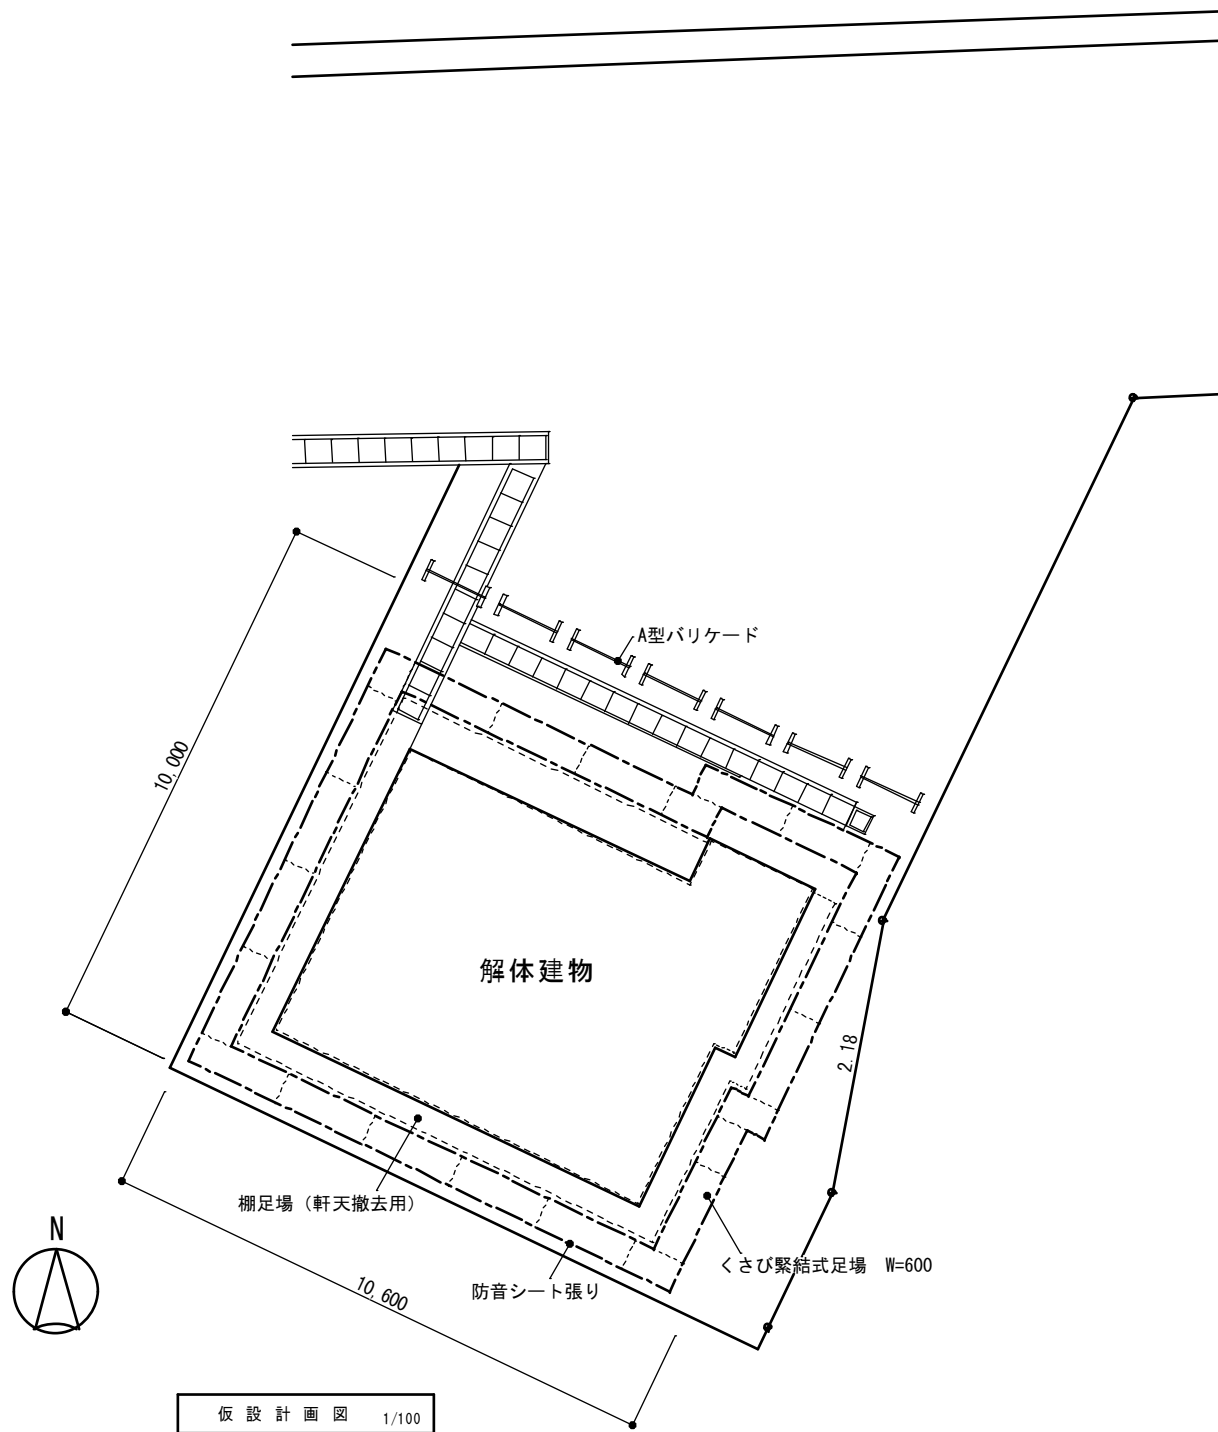 A型バリケード
10,000
解体建物
2.18
棚足場（軒天撤去用）
N
くさび緊結式足場 W=600
防音シート張り
10,600
仮設計画図 1/100